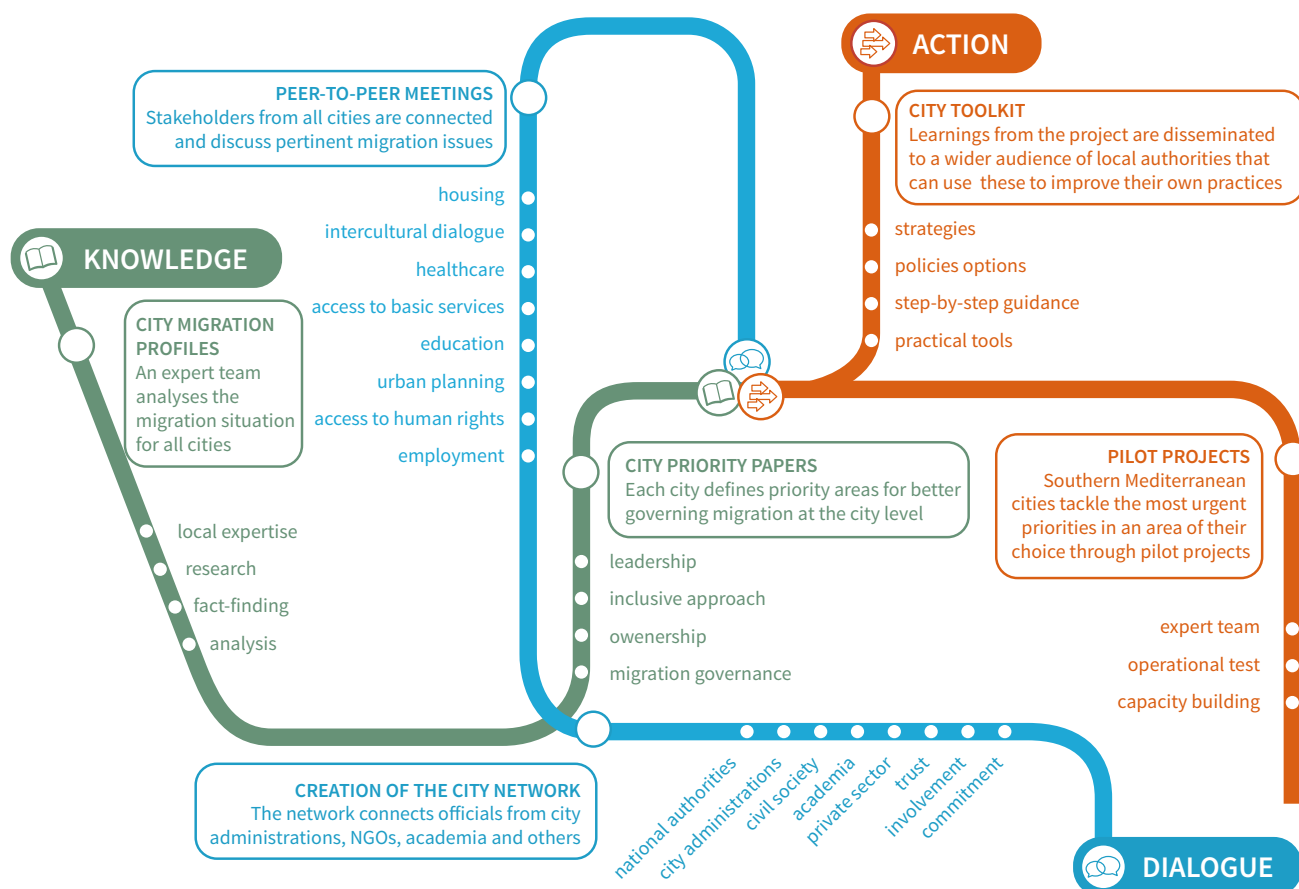 ACTION
PEER-TO-PEER MEETINGS
Stakeholders from all cities are connected
and discuss pertinent migration issues
CITY TOOLKIT
Learnings from the project are disseminated
to a wider audience of local authorities that
can use these to improve their own practices
housing
intercultural dialogue
healthcare
access to basic services
education
urban planning
access to human rights
employment
strategies
policies options
step-by-step guidance
practical tools
KNOWLEDGE
CITY MIGRATION
PROFILES
An expert team
analyses the
migration situation
for all cities
local expertise
research
fact-finding
analysis
CITY PRIORITY PAPERS
Each city defines priority areas for better
governing migration at the city level
leadership
inclusive approach
owenership
migration governance
PILOT PROJECTS
Southern Mediterranean
cities tackle the most urgent
priorities in an area of their
choice through pilot projects
expert team
operational test
capacity building
CREATION OF THE CITY NETWORK
The network connects officials from city
administrations, NGOs, academia and others
national authorities
city administrations
civil society
academia
private sector
trust
involvement
commitment
DIALOGUE